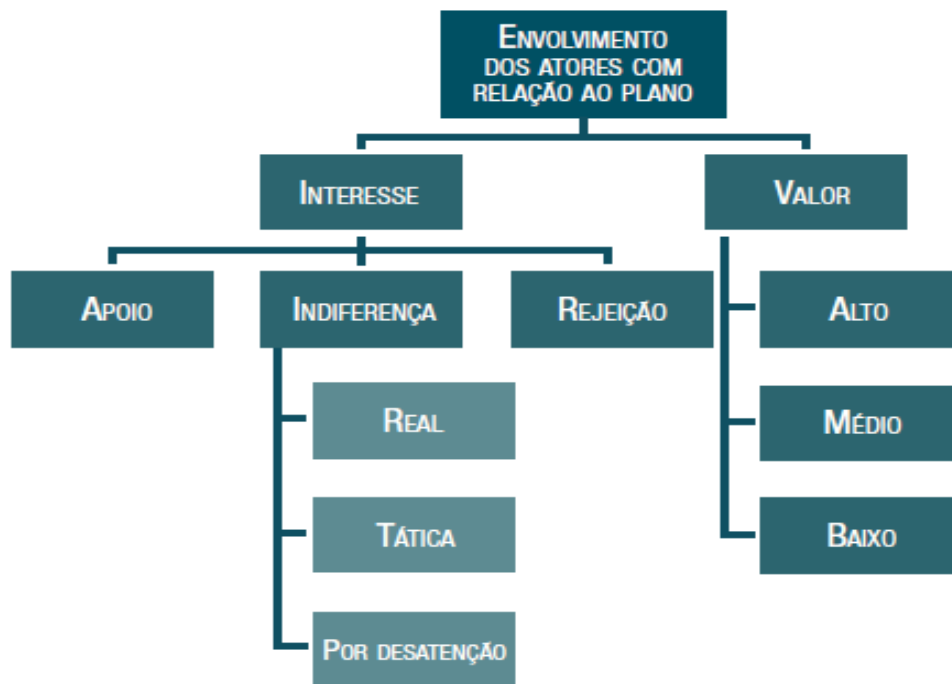 Envolvimento
dos atores com
relação ao plano
Interesse
Valor
Apoio
Indiferença
Rejeição
Alto
Real
Médio
Tática
Baixo
Por desatenção